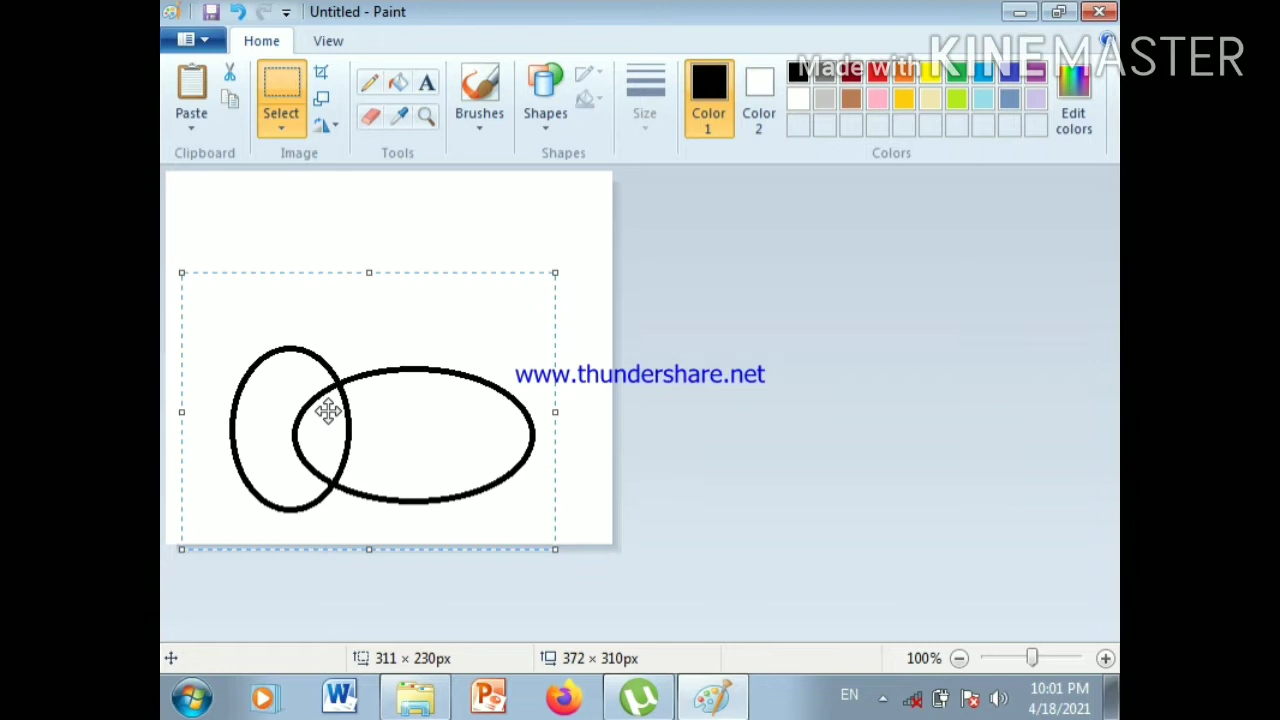 Untitled - Paint
Home
View
Made with KINEMASTER
Paste
Select
Brushes
Shapes
Size
Color 1
Color 2
Edit colors
Clipboard
Image
Tools
Shapes
Colors
www.thundershare.net
311 × 230px
372 × 310px
100%
EN
10:01 PM
4/18/2021